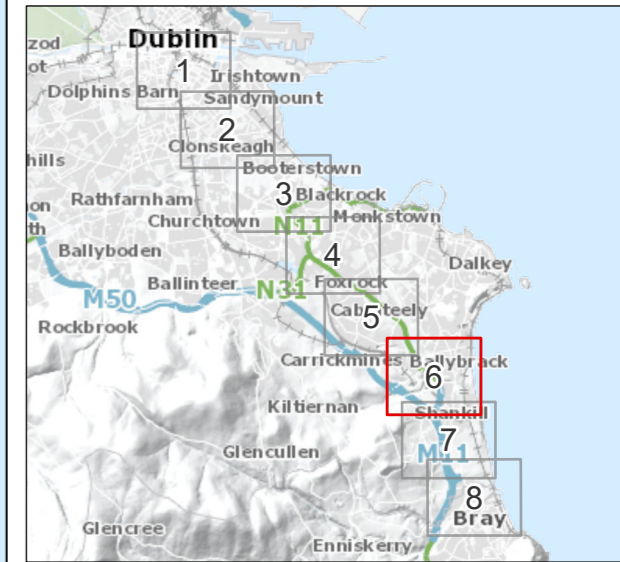 Dublin
zod
ot
1
Irishtown
Dolphins Barn
Sandymount
2
Clonskeagh
hills
Booterstown
3
Blackrock
Rathfarnham
on
Monkstown
Churchtown
N11
th
4
Ballyboden
Dalkey
Ballinteer
Foxrock
N31
M50
Cabinteely
5
Rockbrook
Carrickmines
Ballybrack
6
Kiltiernan
Shankill
7
Glencullen
M11
8
Bray
Glencree
Enniskerry